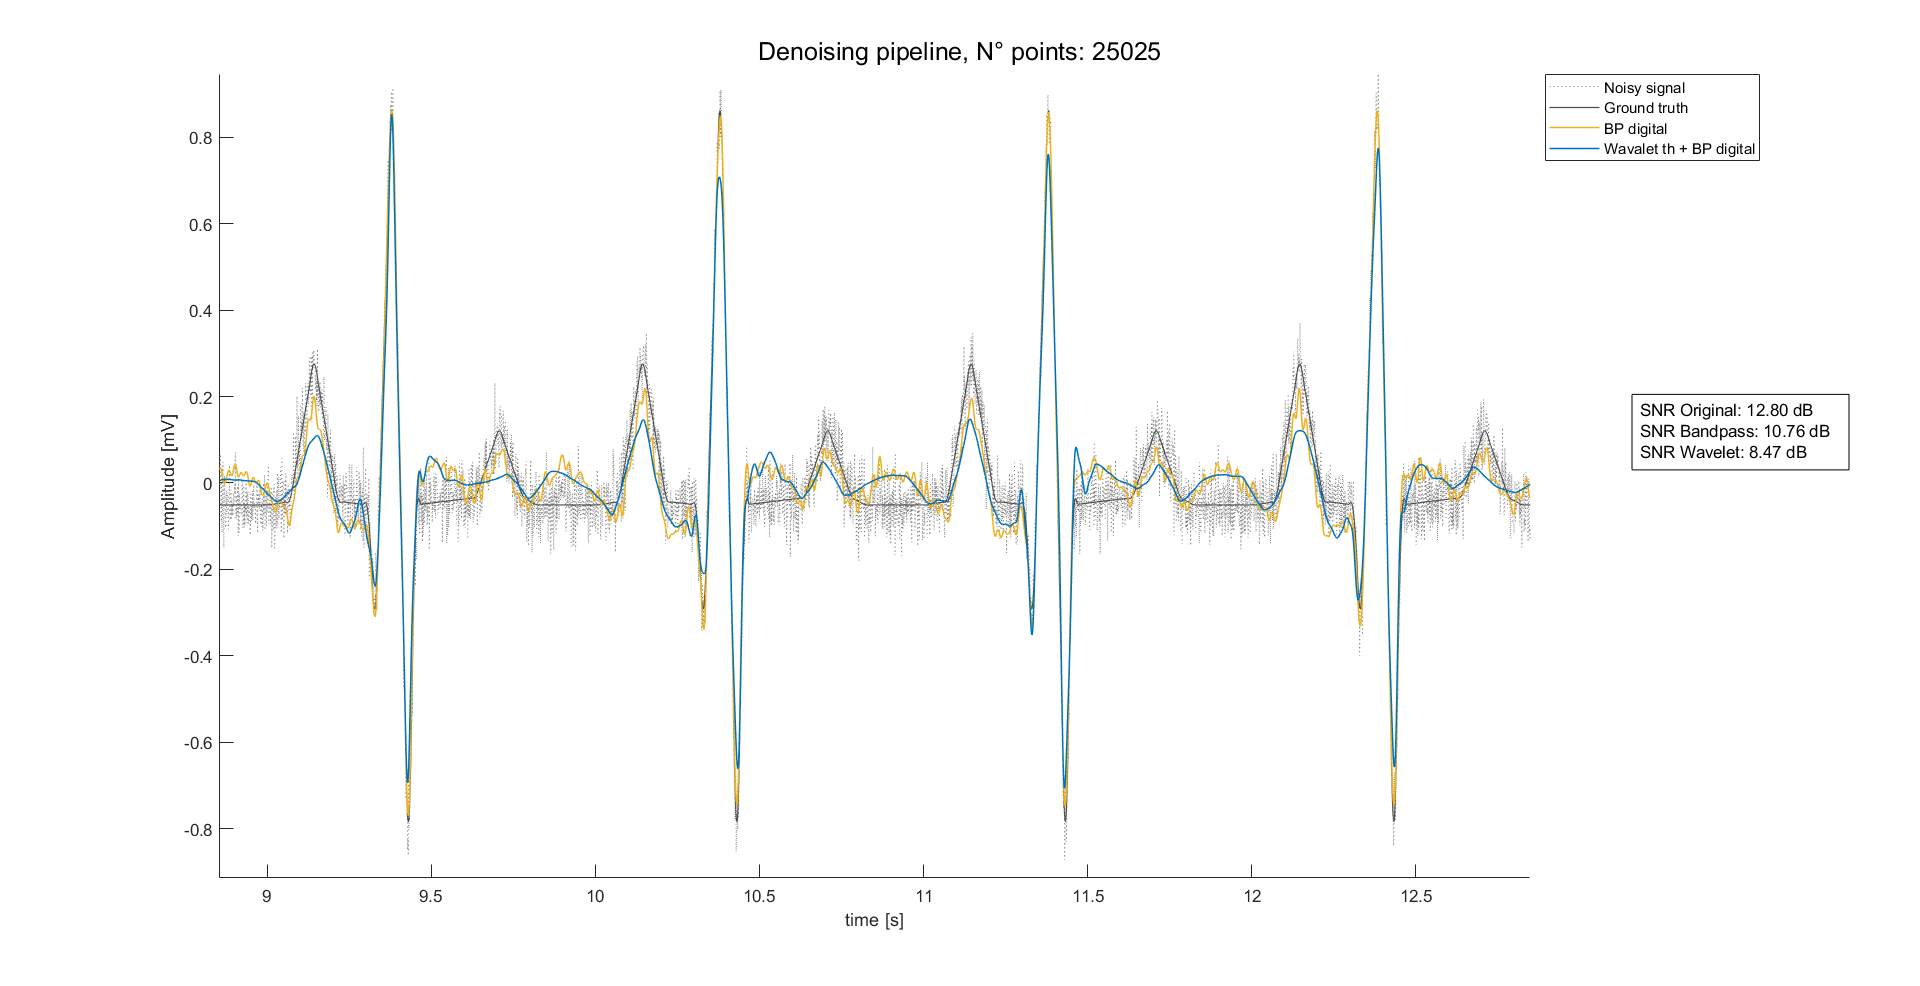 Denoising pipeline, N° points: 25025
Noisy signal
Ground truth
BP digital
Wavalet th + BP digital
Amplitude [mV]
0.8
0.6
0.4
0.2
0
-0.2
-0.4
-0.6
-0.8
SNR Original: 12.80 dB
SNR Bandpass: 10.76 dB
SNR Wavelet: 8.47 dB
9 9.5 10 10.5 11 11.5 12 12.5
time [s]